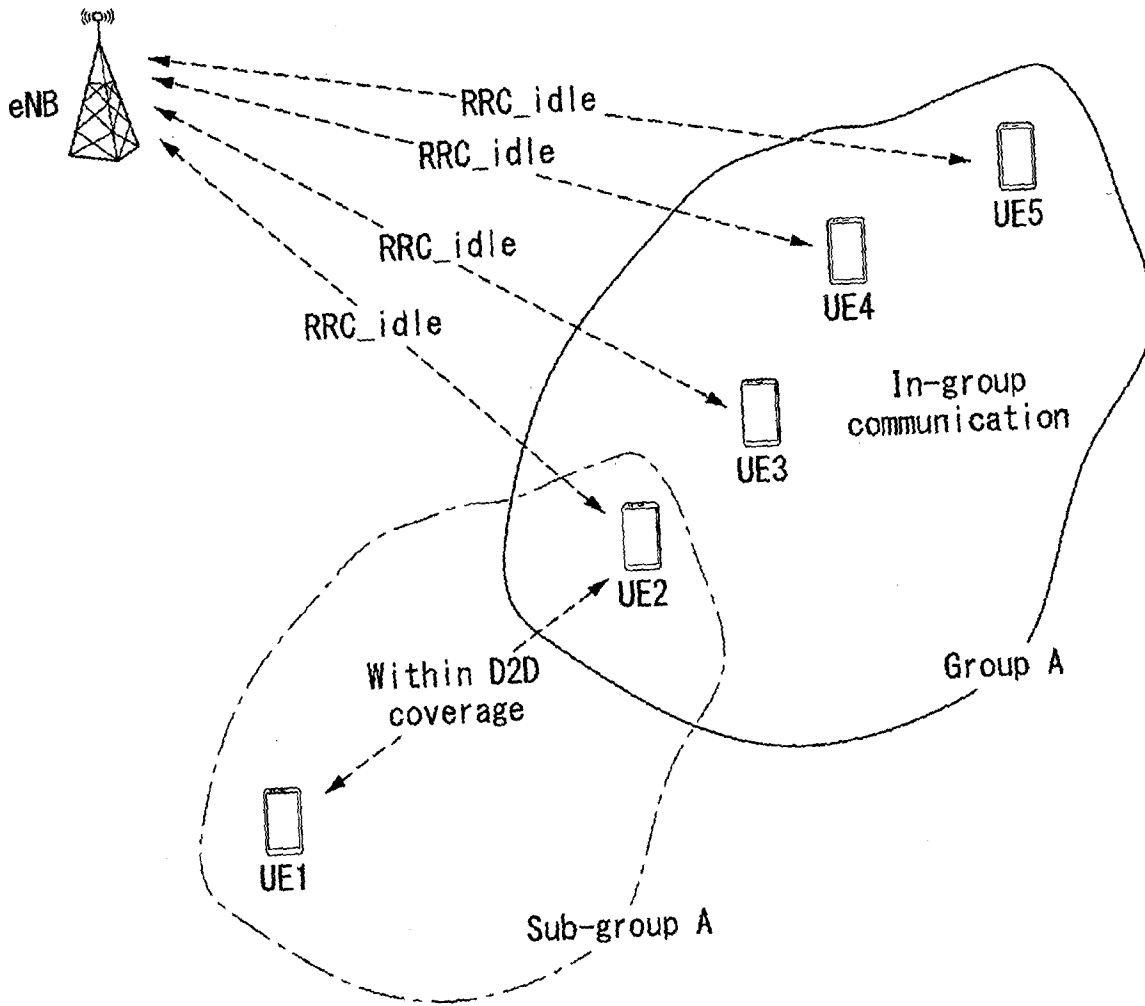 eNB
RRC_idle
RRC_idle
RRC_idle
RRC_idle
UE5
UE4
In-group
communication
UE3
UE2
Within D2D
coverage
Group A
UE1
Sub-group A